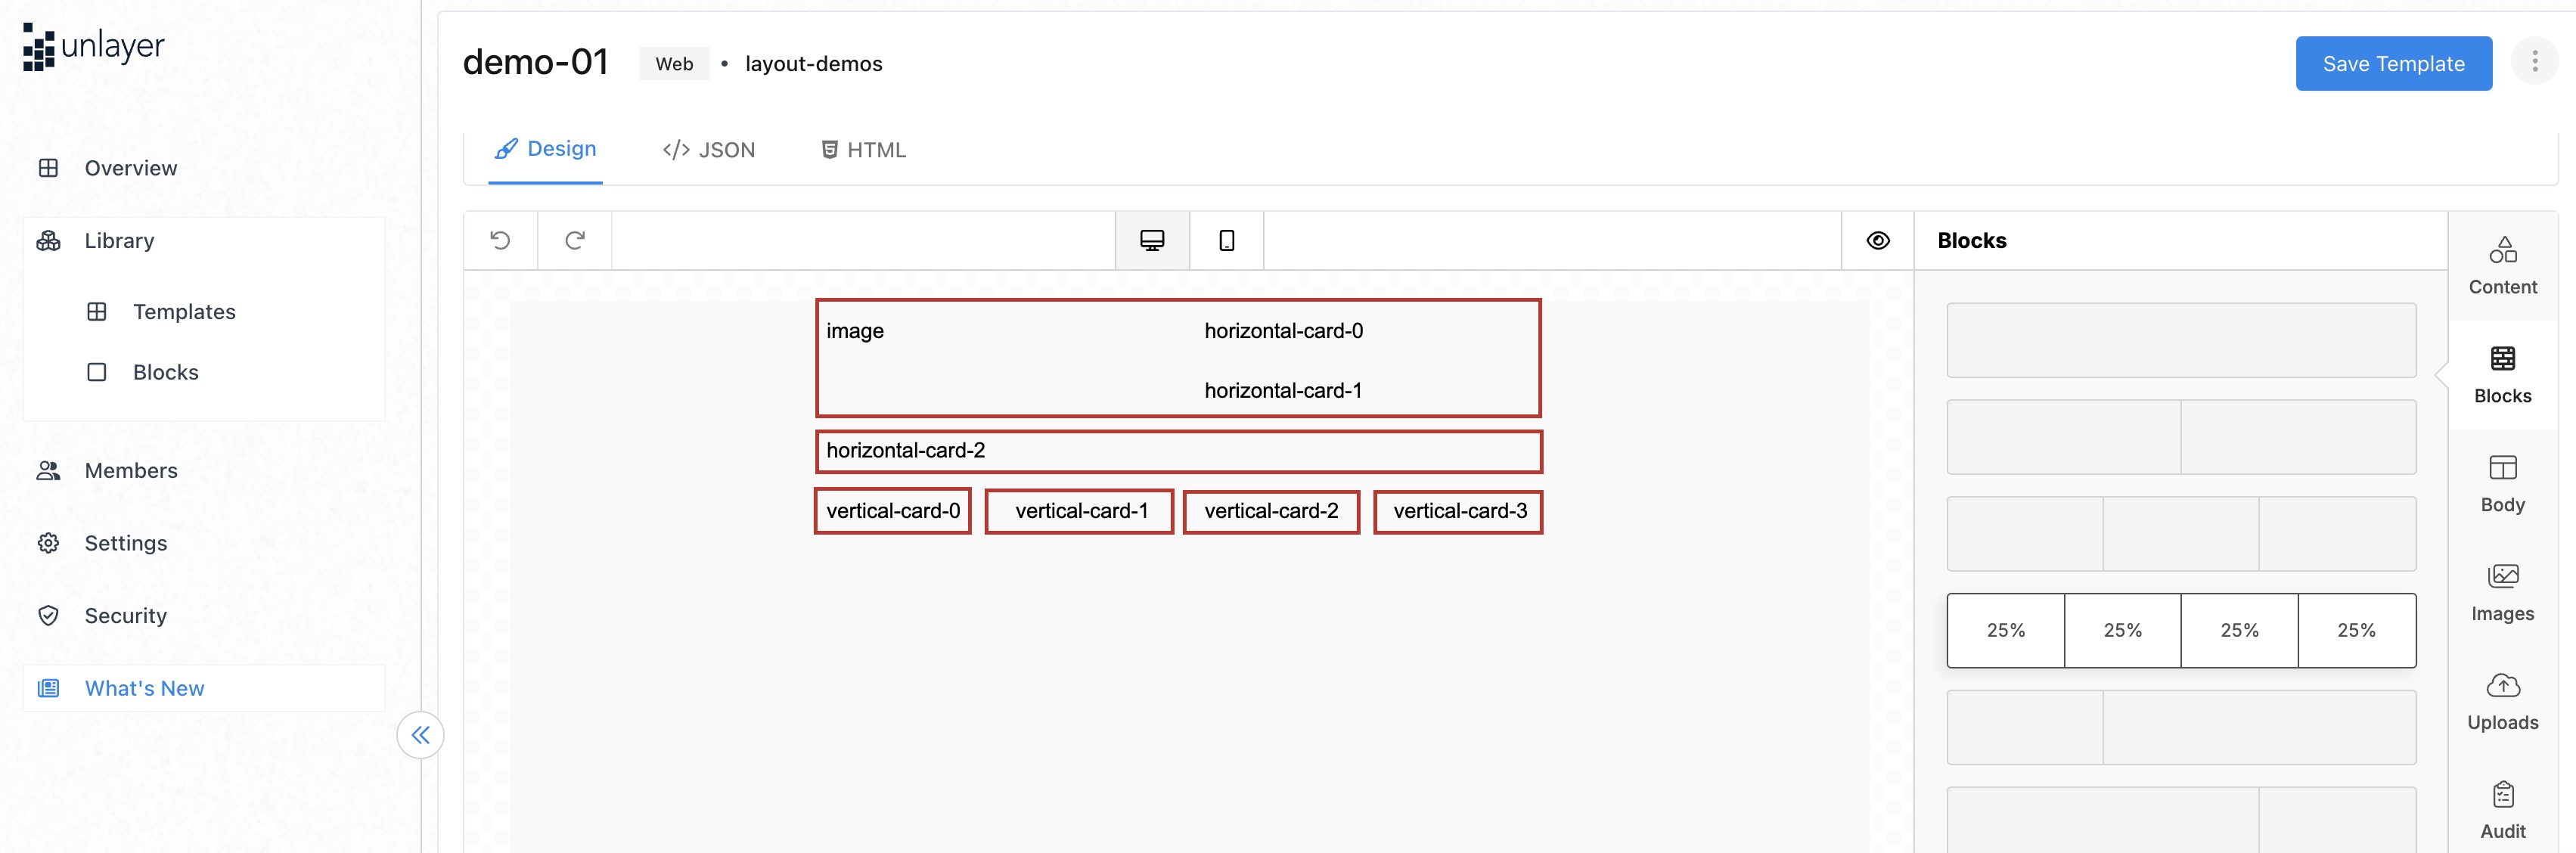 unlayer
Overview
Library
Templates
Blocks
Members
Settings
Security
What's New
demo-01
Web • layout-demos
Save Template
Design
</> JSON
HTML
image
horizontal-card-0
horizontal-card-1
horizontal-card-2
vertical-card-0
vertical-card-1
vertical-card-2
vertical-card-3
Blocks
25% 25% 25% 25%
Content
Blocks
Body
Images
Uploads
Audit